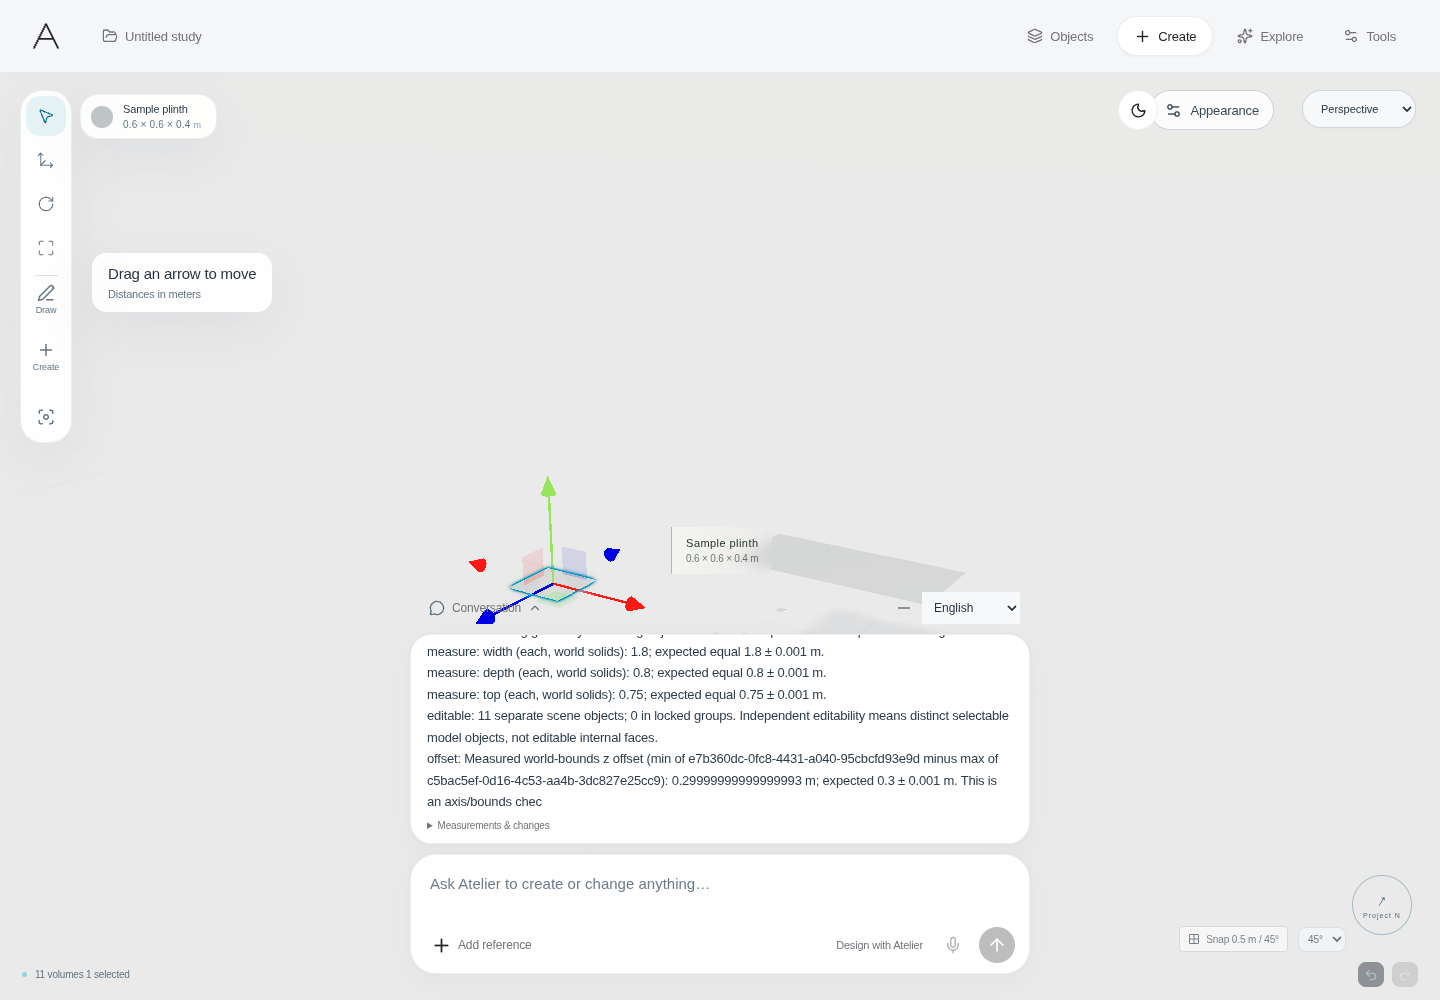 Untitled study
Objects
Create
Explore
Tools
Sample plinth
0.6 × 0.6 × 0.4 m
Appearance
Perspective
Drag an arrow to move
Distances in meters
Draw
Create
Sample plinth
0.6 × 0.6 × 0.4 m
Conversation
English
measure: width (each, world solids): 1.8; expected equal 1.8 ± 0.001 m.
measure: depth (each, world solids): 0.8; expected equal 0.8 ± 0.001 m.
measure: top (each, world solids): 0.75; expected equal 0.75 ± 0.001 m.
editable: 11 separate scene objects; 0 in locked groups. Independent editability means distinct selectable
model objects, not editable internal faces.
offset: Measured world-bounds z offset (min of e7b360dc-0fc8-4431-a040-95cbcfd93e9d minus max of
c5bac5ef-0d16-4c53-aa4b-3dc827e25cc9): 0.29999999999999993 m; expected 0.3 ± 0.001 m. This is
an axis/bounds chec
Measurements & changes
Ask Atelier to create or change anything…
Add reference
Design with Atelier
Project N
Snap 0.5 m / 45°
45°
11 volumes 1 selected